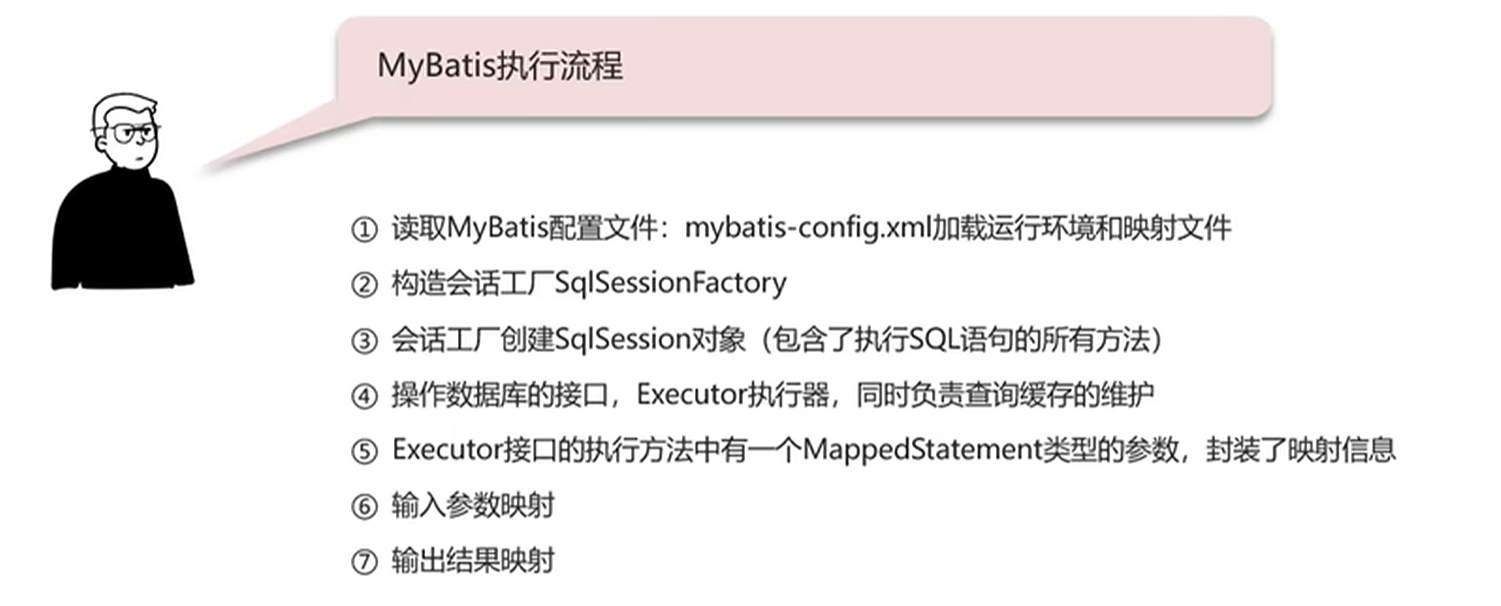 MyBatis执行流程
① 读取MyBatis配置文件：mybatis-config.xml加载运行环境和映射文件
② 构造会话工厂SqlSessionFactory
③ 会话工厂创建SqlSession对象（包含了执行SQL语句的所有方法）
④ 操作数据库的接口，Executor执行器，同时负责查询缓存的维护
⑤ Executor接口的执行方法中有一个MappedStatement类型的参数，封装了映射信息
⑥ 输入参数映射
⑦ 输出结果映射